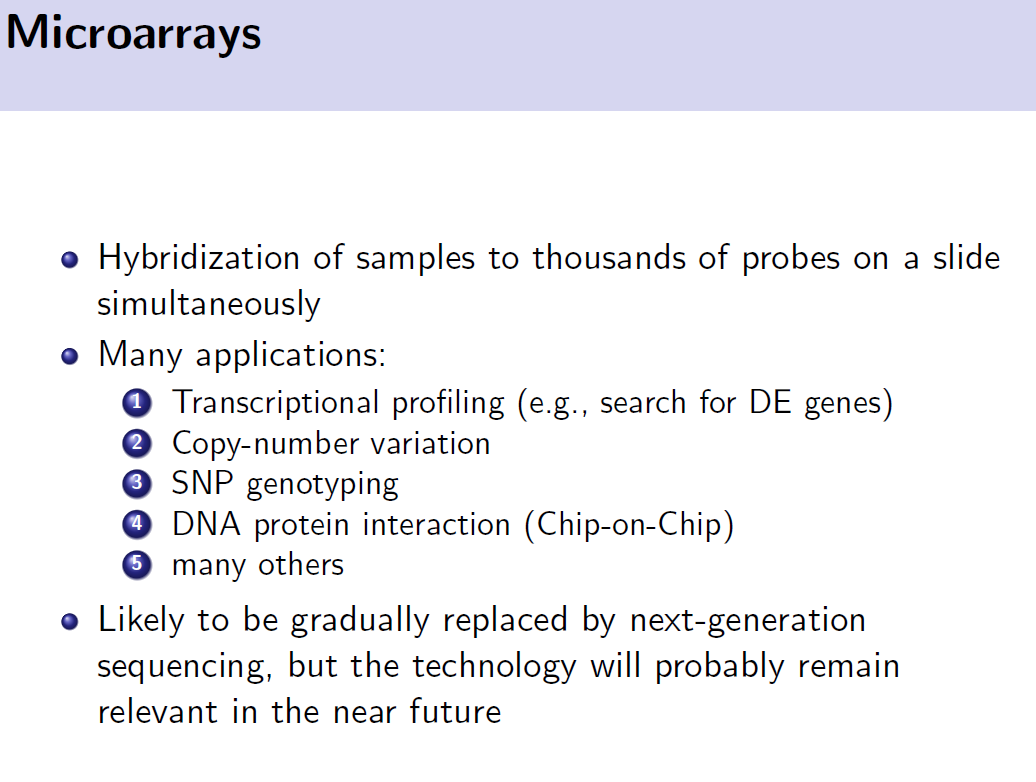 Microarrays
Hybridization of samples to thousands of probes on a slide
simultaneously
Many applications:
1 Transcriptional profiling (e.g., search for DE genes)
2 Copy-number variation
3 SNP genotyping
4 DNA protein interaction (Chip-on-Chip)
5 many others
Likely to be gradually replaced by next-generation
sequencing, but the technology will probably remain
relevant in the near future